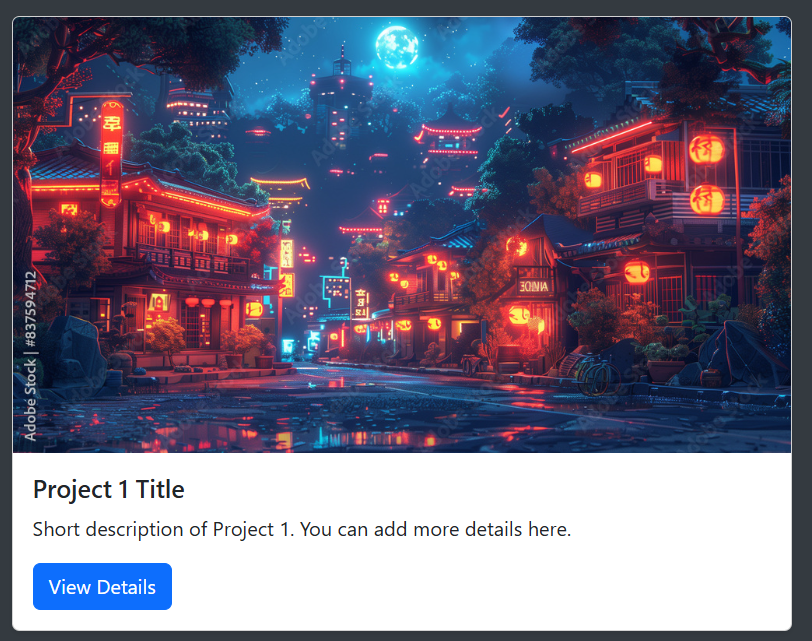 Adobe Stock | #837594712
Project 1 Title
Short description of Project 1. You can add more details here.
View Details